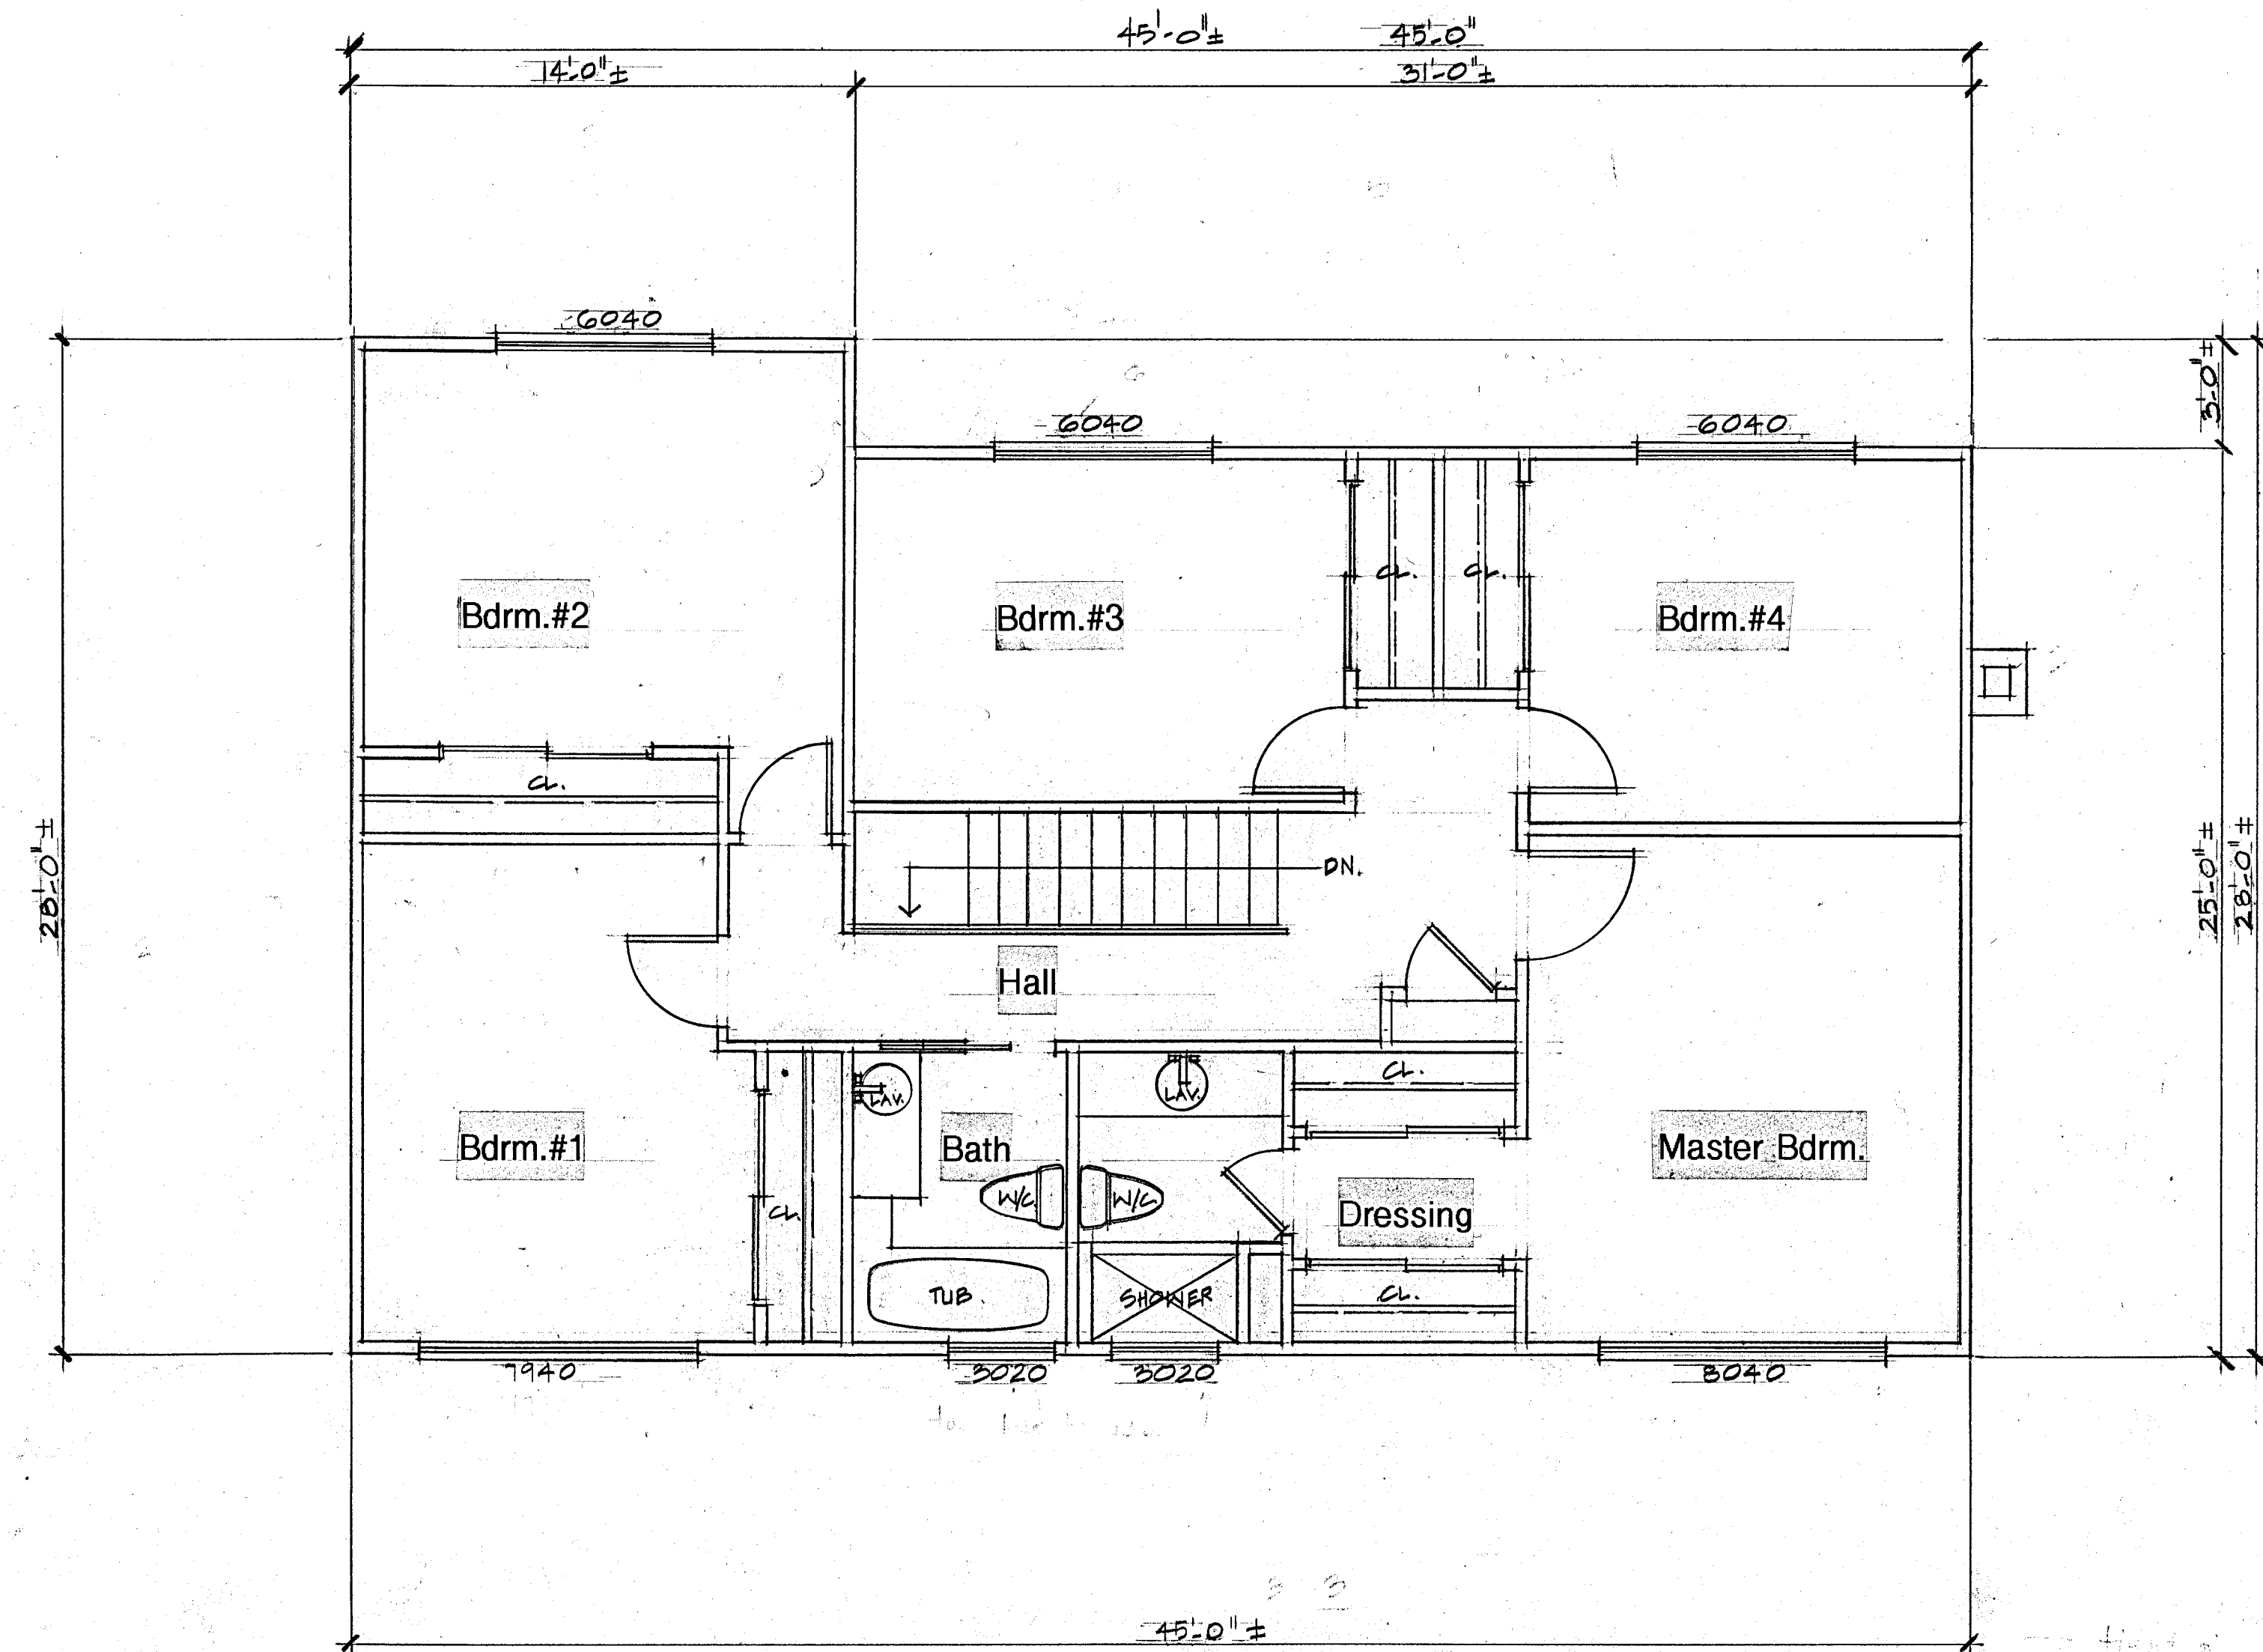 45'-0"± 45'-0"
14'-0"± 31'-0"±
6040
3'-0"±
6040 6040
CL. CL.
Bdrm.#2 Bdrm.#3 Bdrm.#4
CL.
DN.
28'-0"± 25'-0"± 28'-0"±
Hall
CL.
LAV. LAV.
Bdrm.#1 Bath Master Bdrm.
W/C W/C
CL. Dressing
TUB SHOWER CL.
7940 3020 3020 8040
45'-0"±